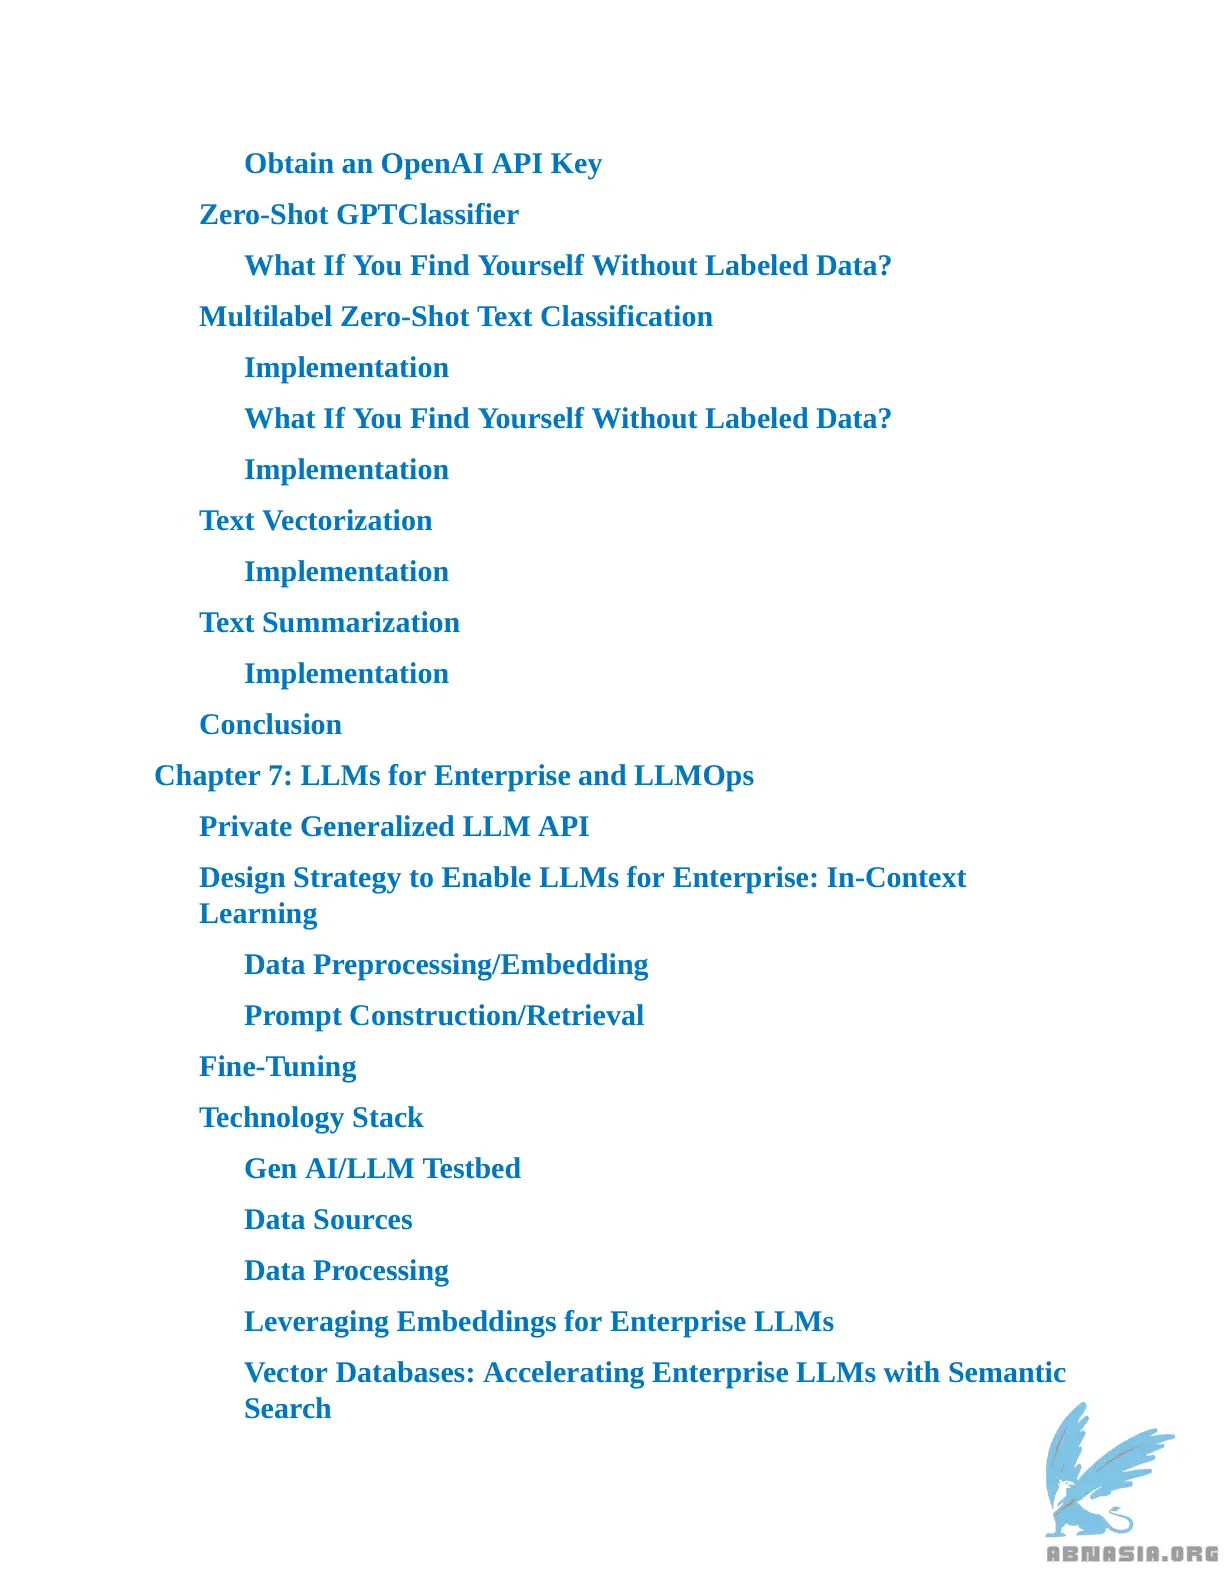 Obtain an OpenAI API Key
Zero-Shot GPTClassifier
What If You Find Yourself Without Labeled Data?
Multilabel Zero-Shot Text Classification
Implementation
What If You Find Yourself Without Labeled Data?
Implementation
Text Vectorization
Implementation
Text Summarization
Implementation
Conclusion
Chapter 7: LLMs for Enterprise and LLMOps
Private Generalized LLM API
Design Strategy to Enable LLMs for Enterprise: In-Context
Learning
Data Preprocessing/Embedding
Prompt Construction/Retrieval
Fine-Tuning
Technology Stack
Gen AI/LLM Testbed
Data Sources
Data Processing
Leveraging Embeddings for Enterprise LLMs
Vector Databases: Accelerating Enterprise LLMs with Semantic
Search
ABNASIA.ORG